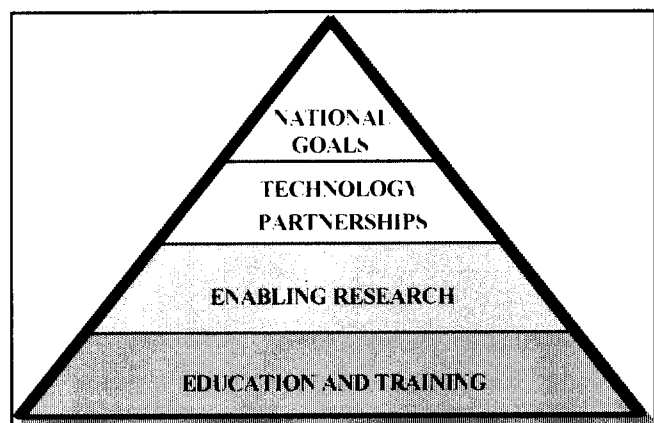 NATIONAL
GOALS
TECHNOLOGY
PARTNERSHIPS
ENABLING RESEARCH
EDUCATION AND TRAINING